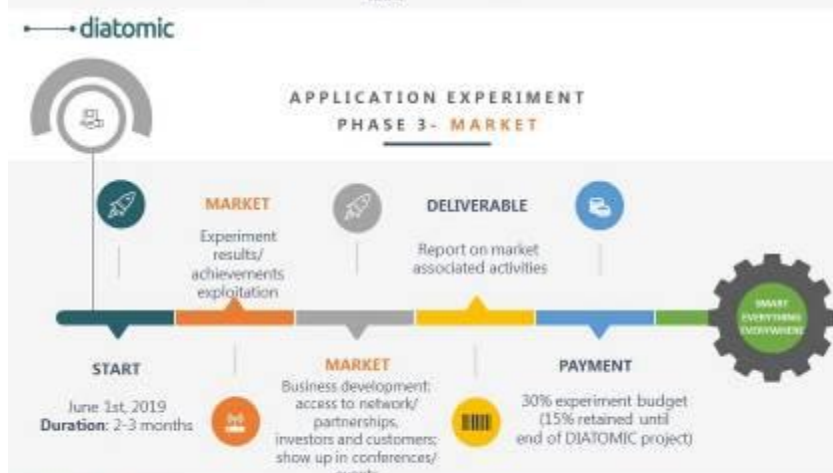 diatomic
APPLICATION EXPERIMENT
PHASE 3- MARKET
MARKET
Experiment
results/
achievements
exploitation
DELIVERABLE
Report on market
associated activities
SMART
EVERYTHING
EVERYWHERE
START
June 1st, 2019
Duration: 2-3 months
MARKET
Business development:
access to network/
partnerships,
investors and customers;
show up in conferences/
PAYMENT
30% experiment budget
(15% retained until
end of DIATOMIC project)